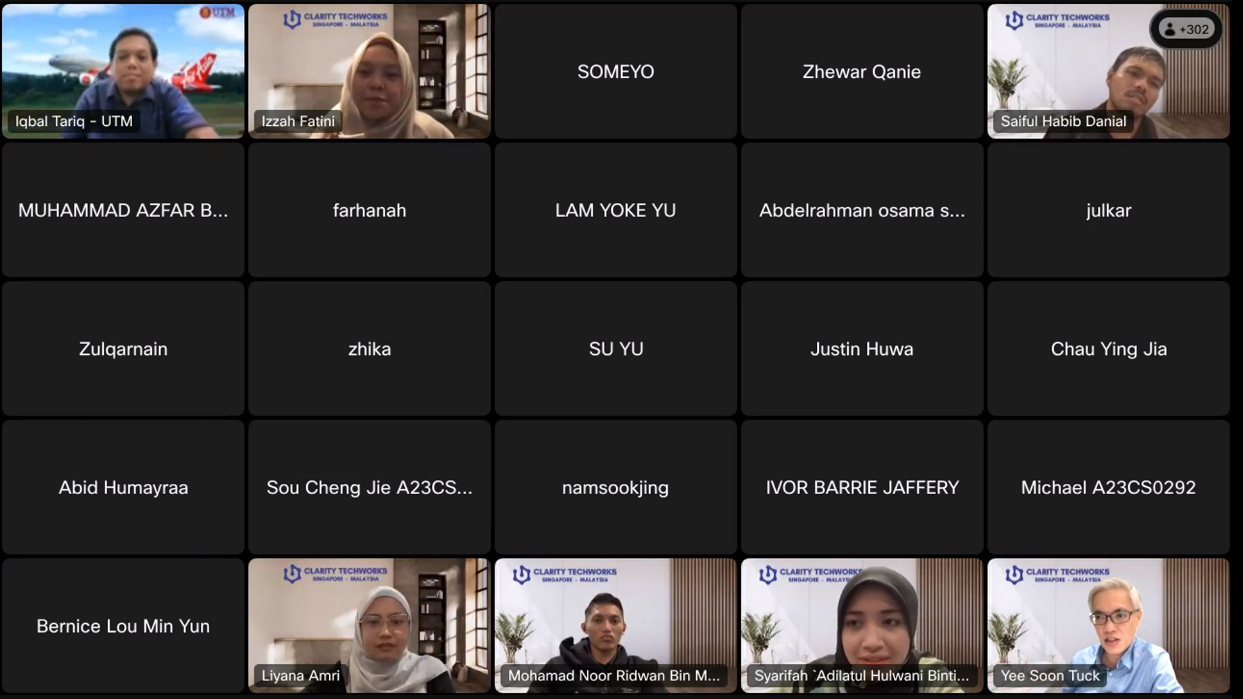 UTM
Iqbal Tariq - UTM
CLARITY TECHWORKS
SINGAPORE - MALAYSIA
Izzah Fatini
SOMEYO
Zhewar Qanie
CLARITY TECHWORKS
SINGAPORE - MALAYSIA
+302
Saiful Habib Danial
MUHAMMAD AZFAR B...
farhanah
LAM YOKE YU
Abdelrahman osama s...
julkar
Zulqarnain
zhika
SU YU
Justin Huwa
Chau Ying Jia
Abid Humayraa
Sou Cheng Jie A23CS...
namsookjing
IVOR BARRIE JAFFERY
Michael A23CS0292
Bernice Lou Min Yun
CLARITY TECHWORKS
SINGAPORE - MALAYSIA
Liyana Amri
CLARITY TECHWORKS
SINGAPORE - MALAYSIA
Mohamad Noor Ridwan Bin M...
CLARITY TECHWORKS
SINGAPORE - MALAYSIA
Syarifah `Adilatul Hulwani Binti...
CLARITY TECHWORKS
SINGAPORE - MALAYSIA
Yee Soon Tuck